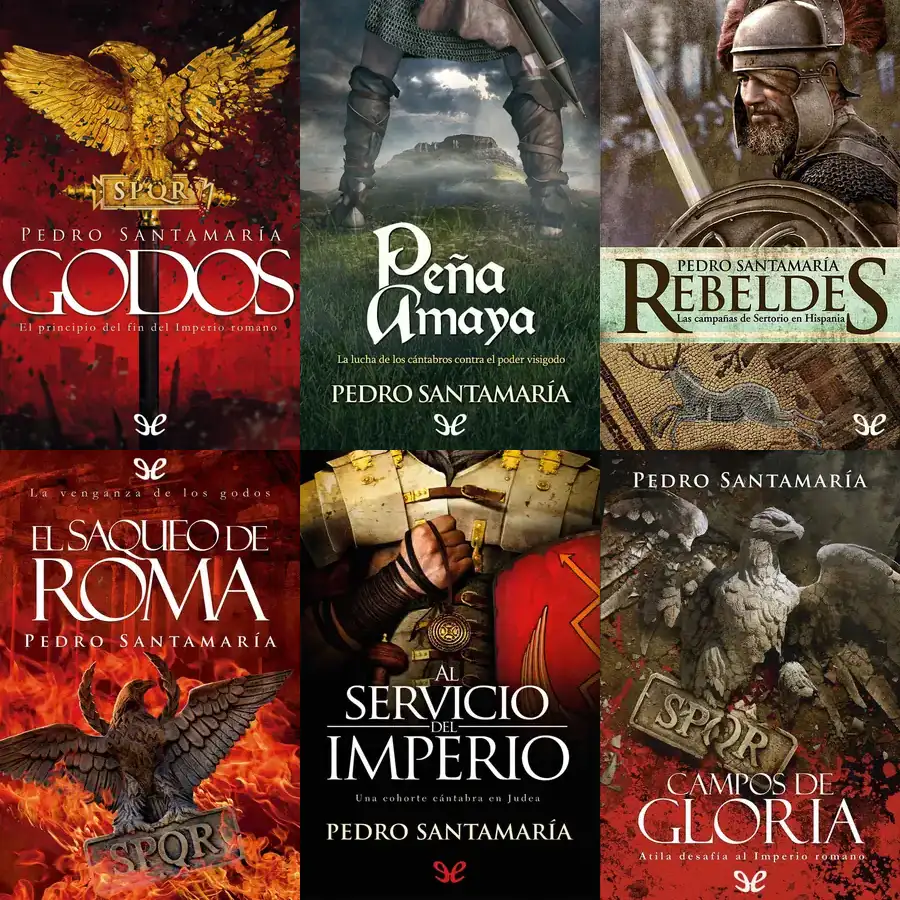 SPQR
PEDRO SANTAMARÍA
GODOS
El principio del fin del Imperio romano
Peña
Amaya
La lucha de los cántabros contra el poder visigodo
PEDRO SANTAMARÍA
PEDRO SANTAMARÍA
REBELDES
Las campañas de Sertorio en Hispania
La venganza de los godos
EL SAQUEO DE
ROMA
PEDRO SANTAMARÍA
SPQR
AL
SERVICIO
DEL
IMPERIO
Una cohorte cántabra en Judea
PEDRO SANTAMARÍA
PEDRO SANTAMARÍA
SPQR
CAMPOS DE
GLORIA
Atila desafía al Imperio romano